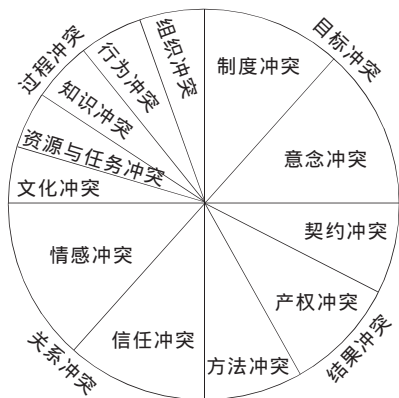 过程冲突
组织冲突
行为冲突
知识冲突
资源与任务冲突
文化冲突
目标冲突
制度冲突
意念冲突
契约冲突
产权冲突
方法冲突
结果冲突
情感冲突
信任冲突
关系冲突